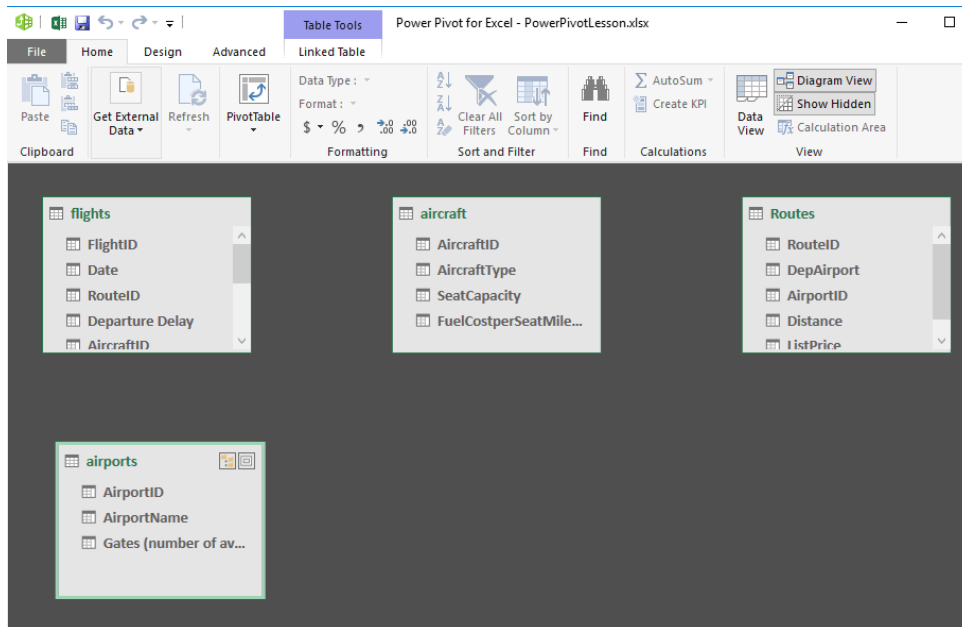 Table Tools Power Pivot for Excel - PowerPivotLesson.xlsx
File Home Design Advanced Linked Table
Paste
Clipboard
Get External
Data
Refresh
PivotTable
Data Type :
Format :
$ % , .00 .00
Formatting
Clear All
Filters
Sort by
Column
Sort and Filter
Find
Find
AutoSum
Create KPI
Calculations
Data
View
Diagram View
Show Hidden
Calculation Area
View
flights
FlightID
Date
RouteID
Departure Delay
AircraftID
aircraft
AircraftID
AircraftType
SeatCapacity
FuelCostperSeatMile...
Routes
RouteID
DepAirport
AirportID
Distance
ListPrice
airports
AirportID
AirportName
Gates (number of av...